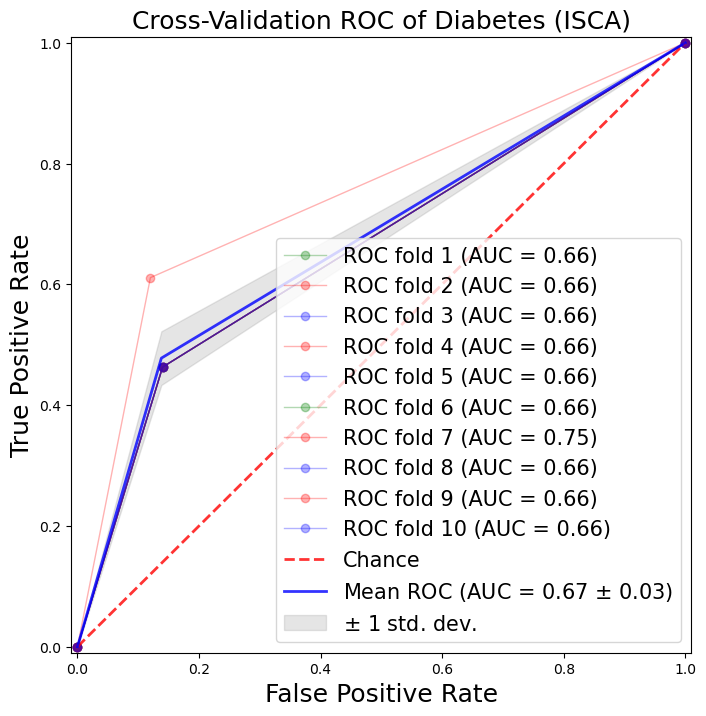 Cross-Validation ROC of Diabetes (ISCA)
True Positive Rate
1.0
0.8
0.6
0.4
0.2
0.0
ROC fold 1 (AUC = 0.66)
ROC fold 2 (AUC = 0.66)
ROC fold 3 (AUC = 0.66)
ROC fold 4 (AUC = 0.66)
ROC fold 5 (AUC = 0.66)
ROC fold 6 (AUC = 0.66)
ROC fold 7 (AUC = 0.75)
ROC fold 8 (AUC = 0.66)
ROC fold 9 (AUC = 0.66)
ROC fold 10 (AUC = 0.66)
Chance
Mean ROC (AUC = 0.67 ± 0.03)
± 1 std. dev.
0.0 0.2 0.4 0.6 0.8 1.0
False Positive Rate